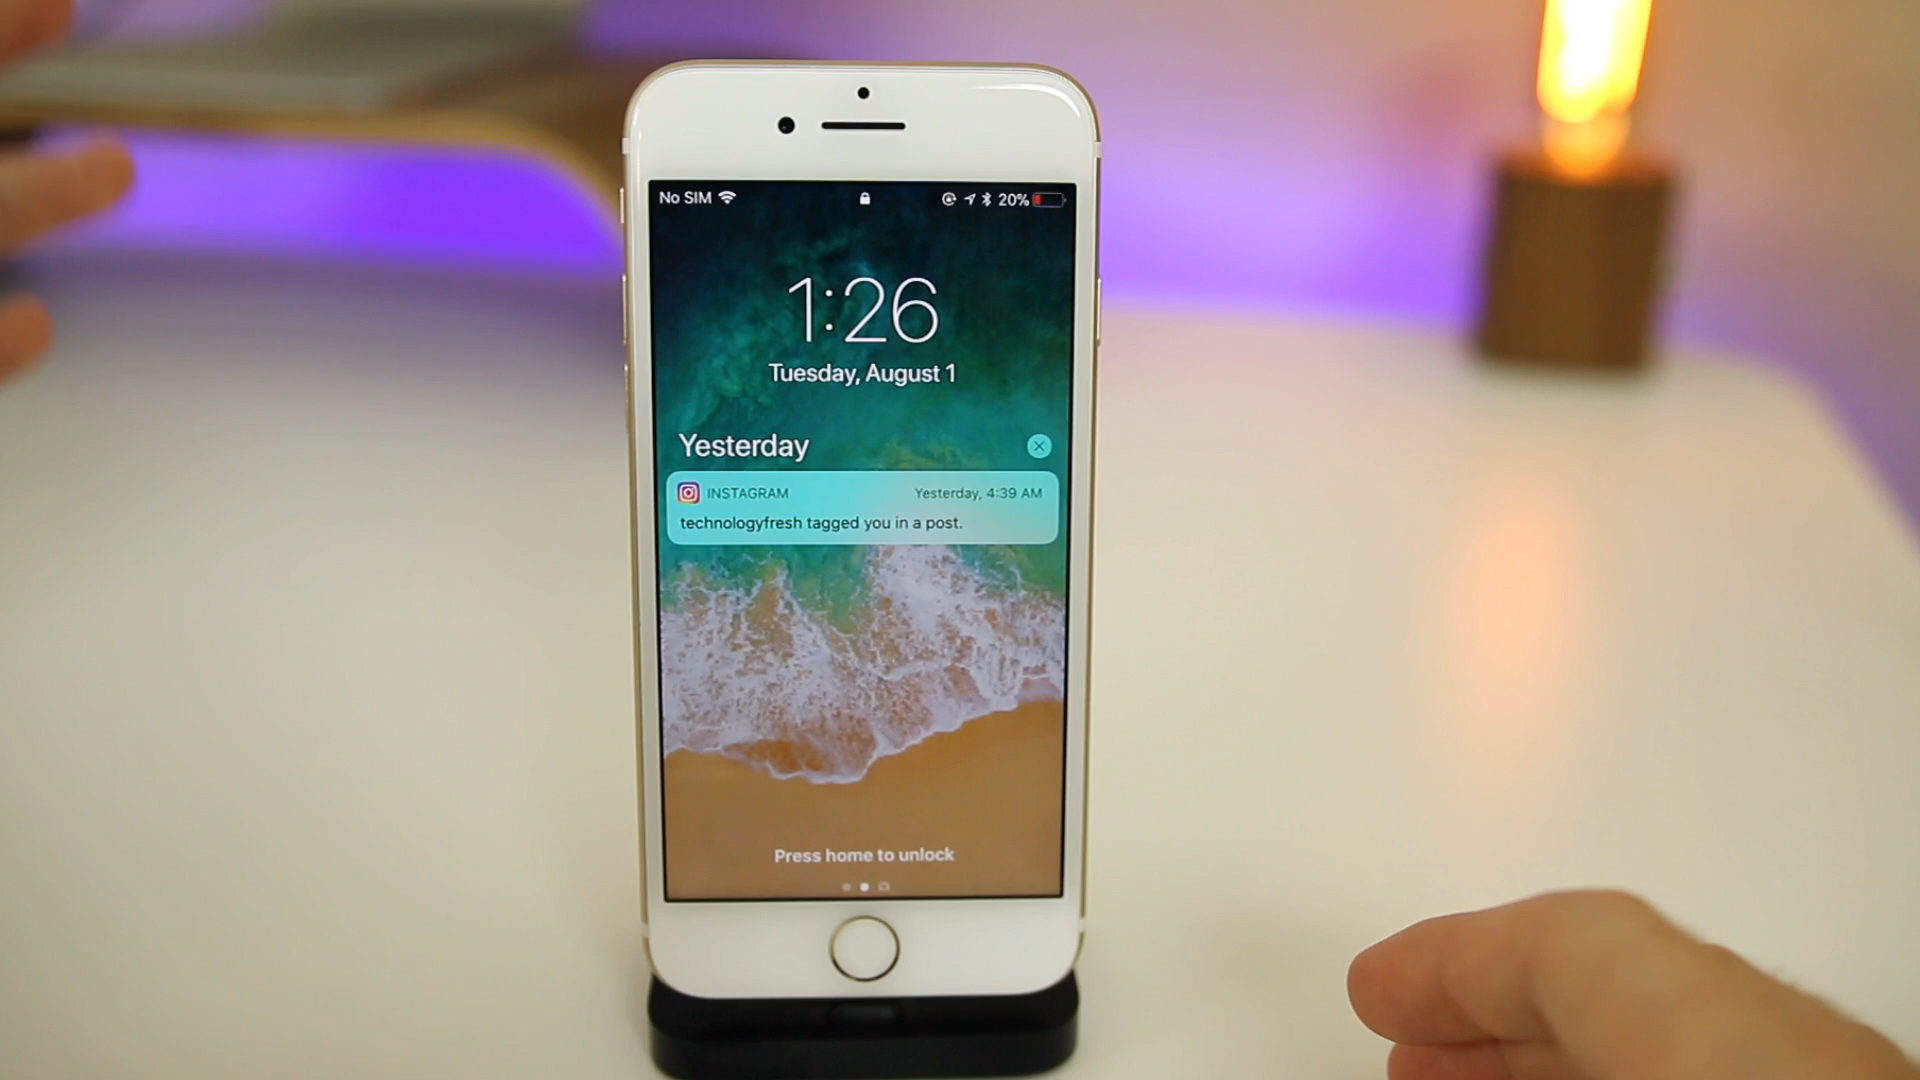 No SIM 20%
1:26
Tuesday, August 1
Yesterday
INSTAGRAM Yesterday, 4:39 AM
technologyfresh tagged you in a post.
Press home to unlock